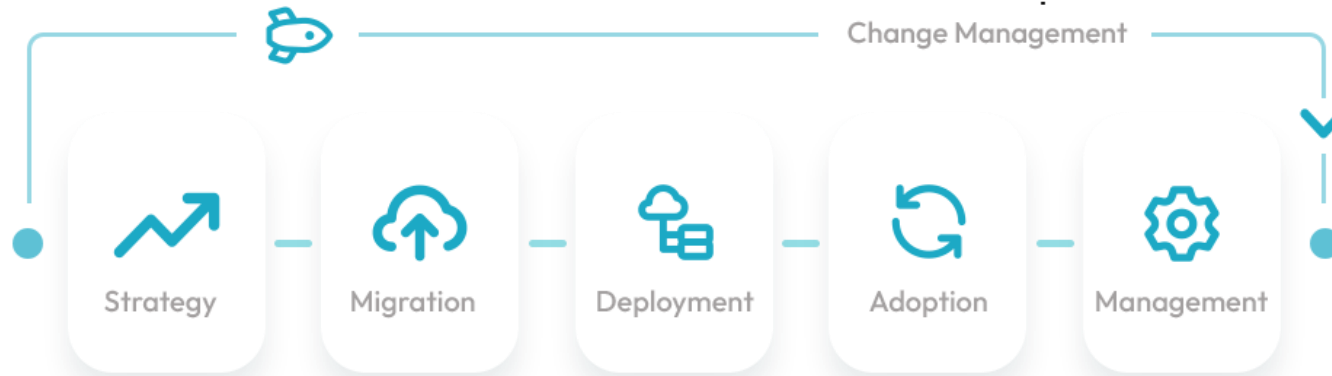 Change Management
Strategy
Migration
Deployment
Adoption
Management